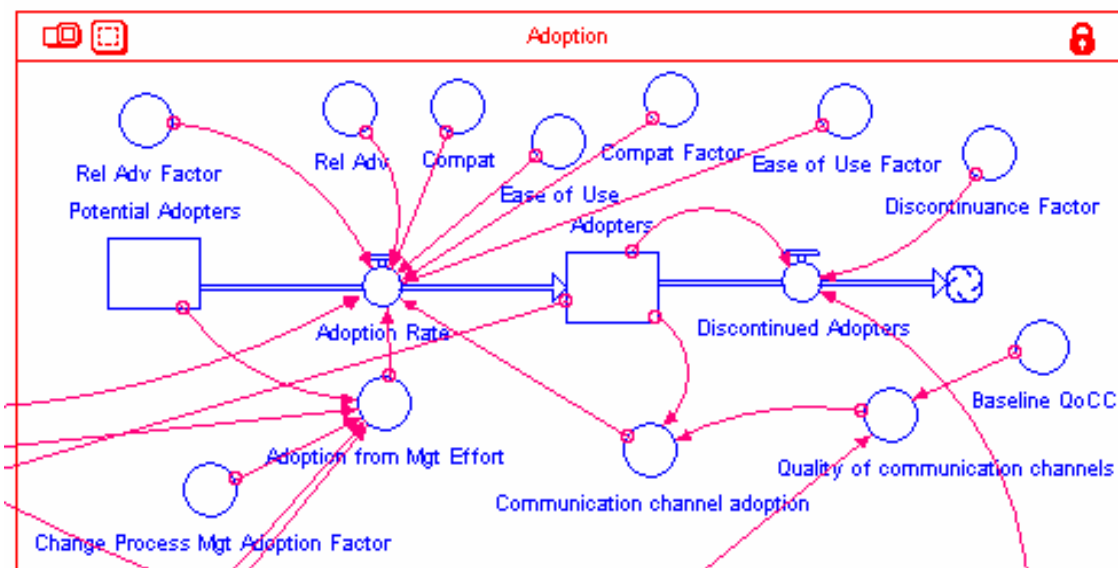 Adoption
Rel Adv Factor
Rel Adv
Compat
Ease of Use
Compat Factor
Ease of Use Factor
Discontinuance Factor
Potential Adopters
Adopters
Adoption Rate
Discontinued Adopters
Baseline QoCC
Adoption from Mgt Effort
Quality of communication channels
Communication channel adoption
Change Process Mgt Adoption Factor